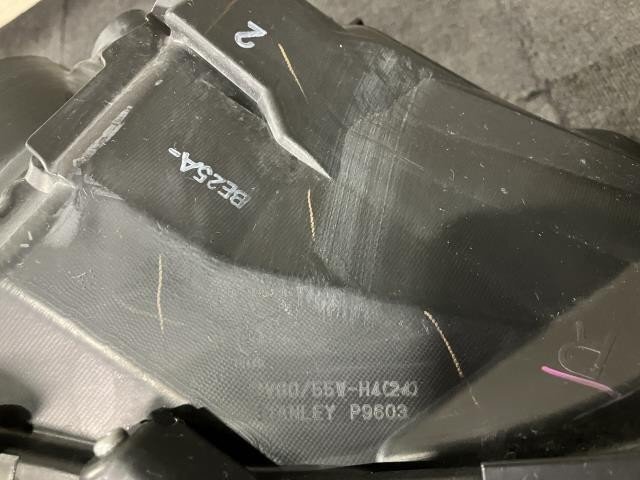 2
BE25A-
R
60/55W-H4(24)
STANLEY P9603